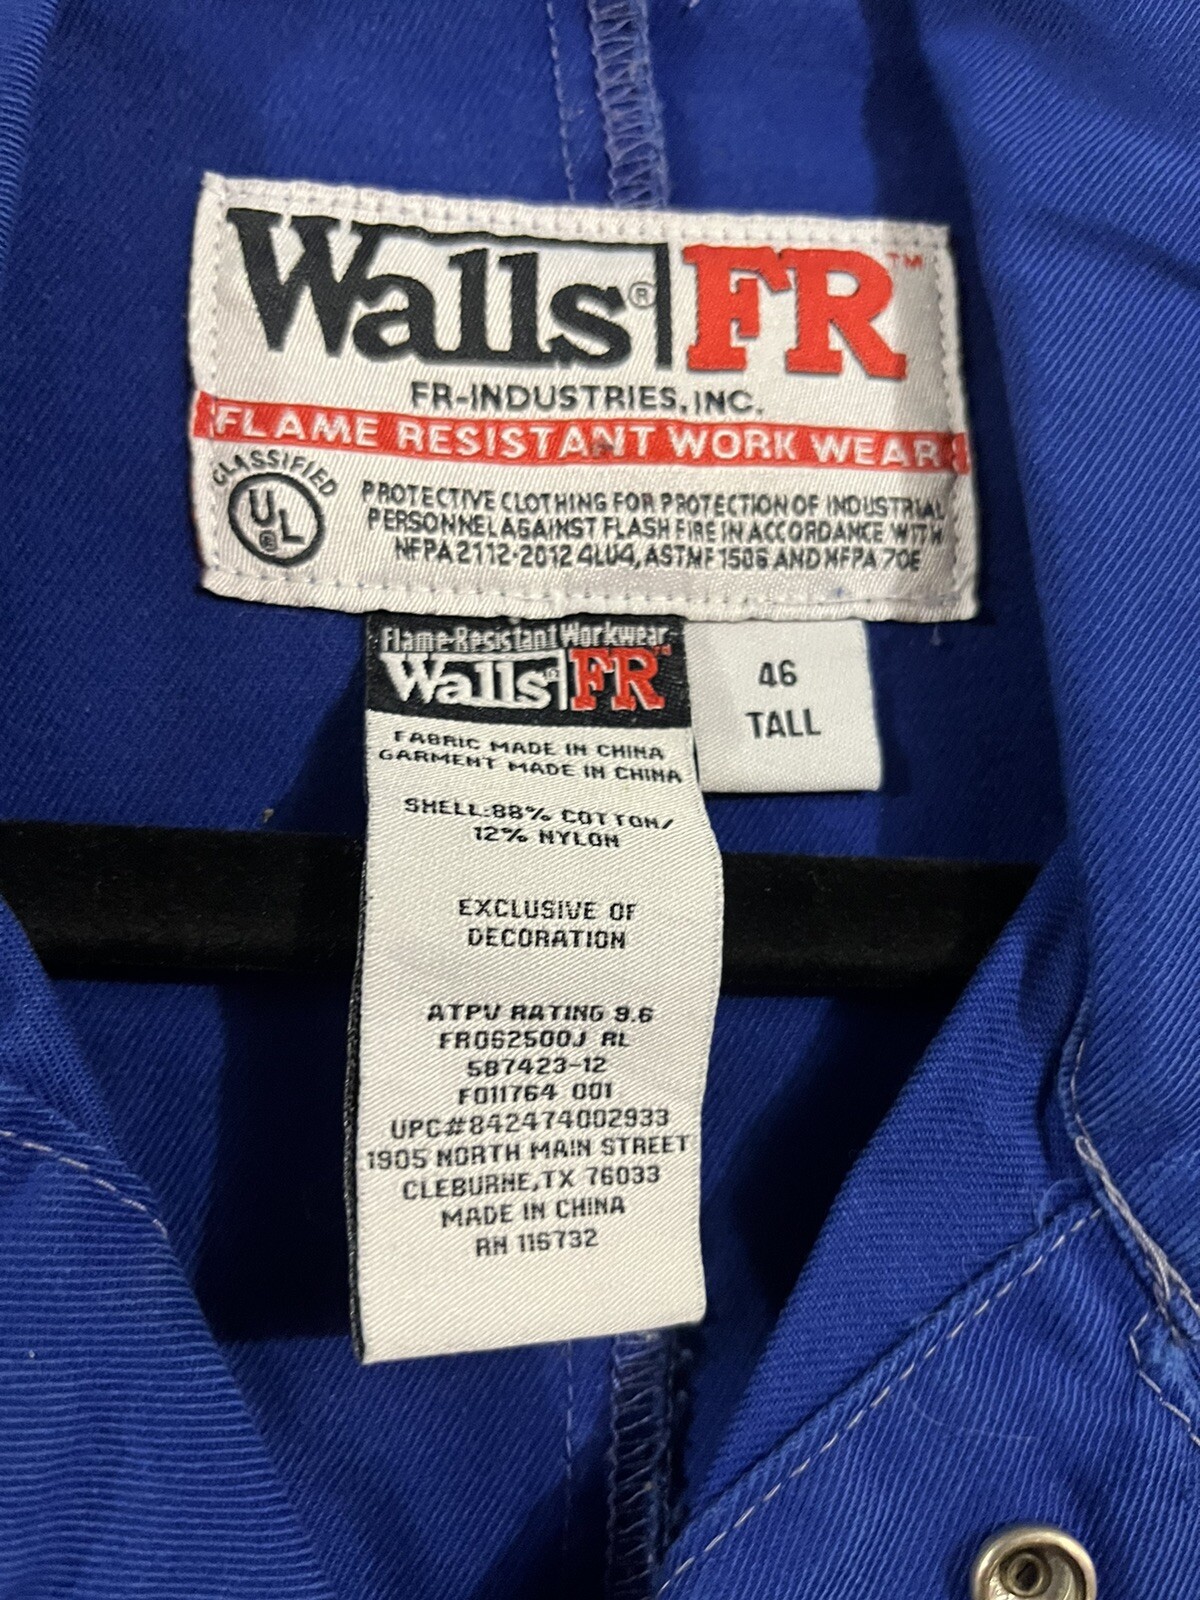 Walls® FR™
FR-INDUSTRIES, INC.
FLAME RESISTANT WORK WEAR
CLASSIFIED
UL®
PROTECTIVE CLOTHING FOR PROTECTION OF INDUSTRIAL
PERSONNEL AGAINST FLASH FIRE IN ACCORDANCE WITH
NFPA 2112-2012 4LU4, ASTM F 1506 AND NFPA 70E
Flame-Resistant Workwear
Walls® FR™
46
TALL
FABRIC MADE IN CHINA
GARMENT MADE IN CHINA
SHELL:88% COTTON/
12% NYLON
EXCLUSIVE OF
DECORATION
ATPV RATING 9.6
FRO62500J RL
587423-12
F011764 001
UPC#842474002933
1905 NORTH MAIN STREET
CLEBURNE,TX 76033
MADE IN CHINA
RN 116732